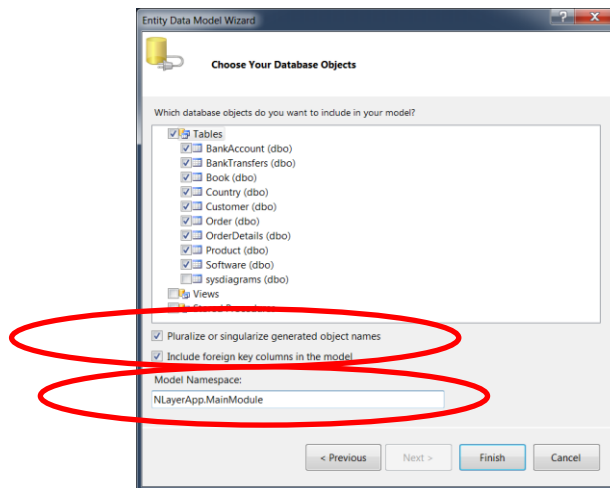 Entity Data Model Wizard
Choose Your Database Objects
Which database objects do you want to include in your model?
Tables
BankAccount (dbo)
BankTransfers (dbo)
Book (dbo)
Country (dbo)
Customer (dbo)
Order (dbo)
OrderDetails (dbo)
Product (dbo)
Software (dbo)
sysdiagrams (dbo)
Views
Stored Procedures
Pluralize or singularize generated object names
Include foreign key columns in the model
Model Namespace:
NLayerApp.MainModule
< Previous Next > Finish Cancel